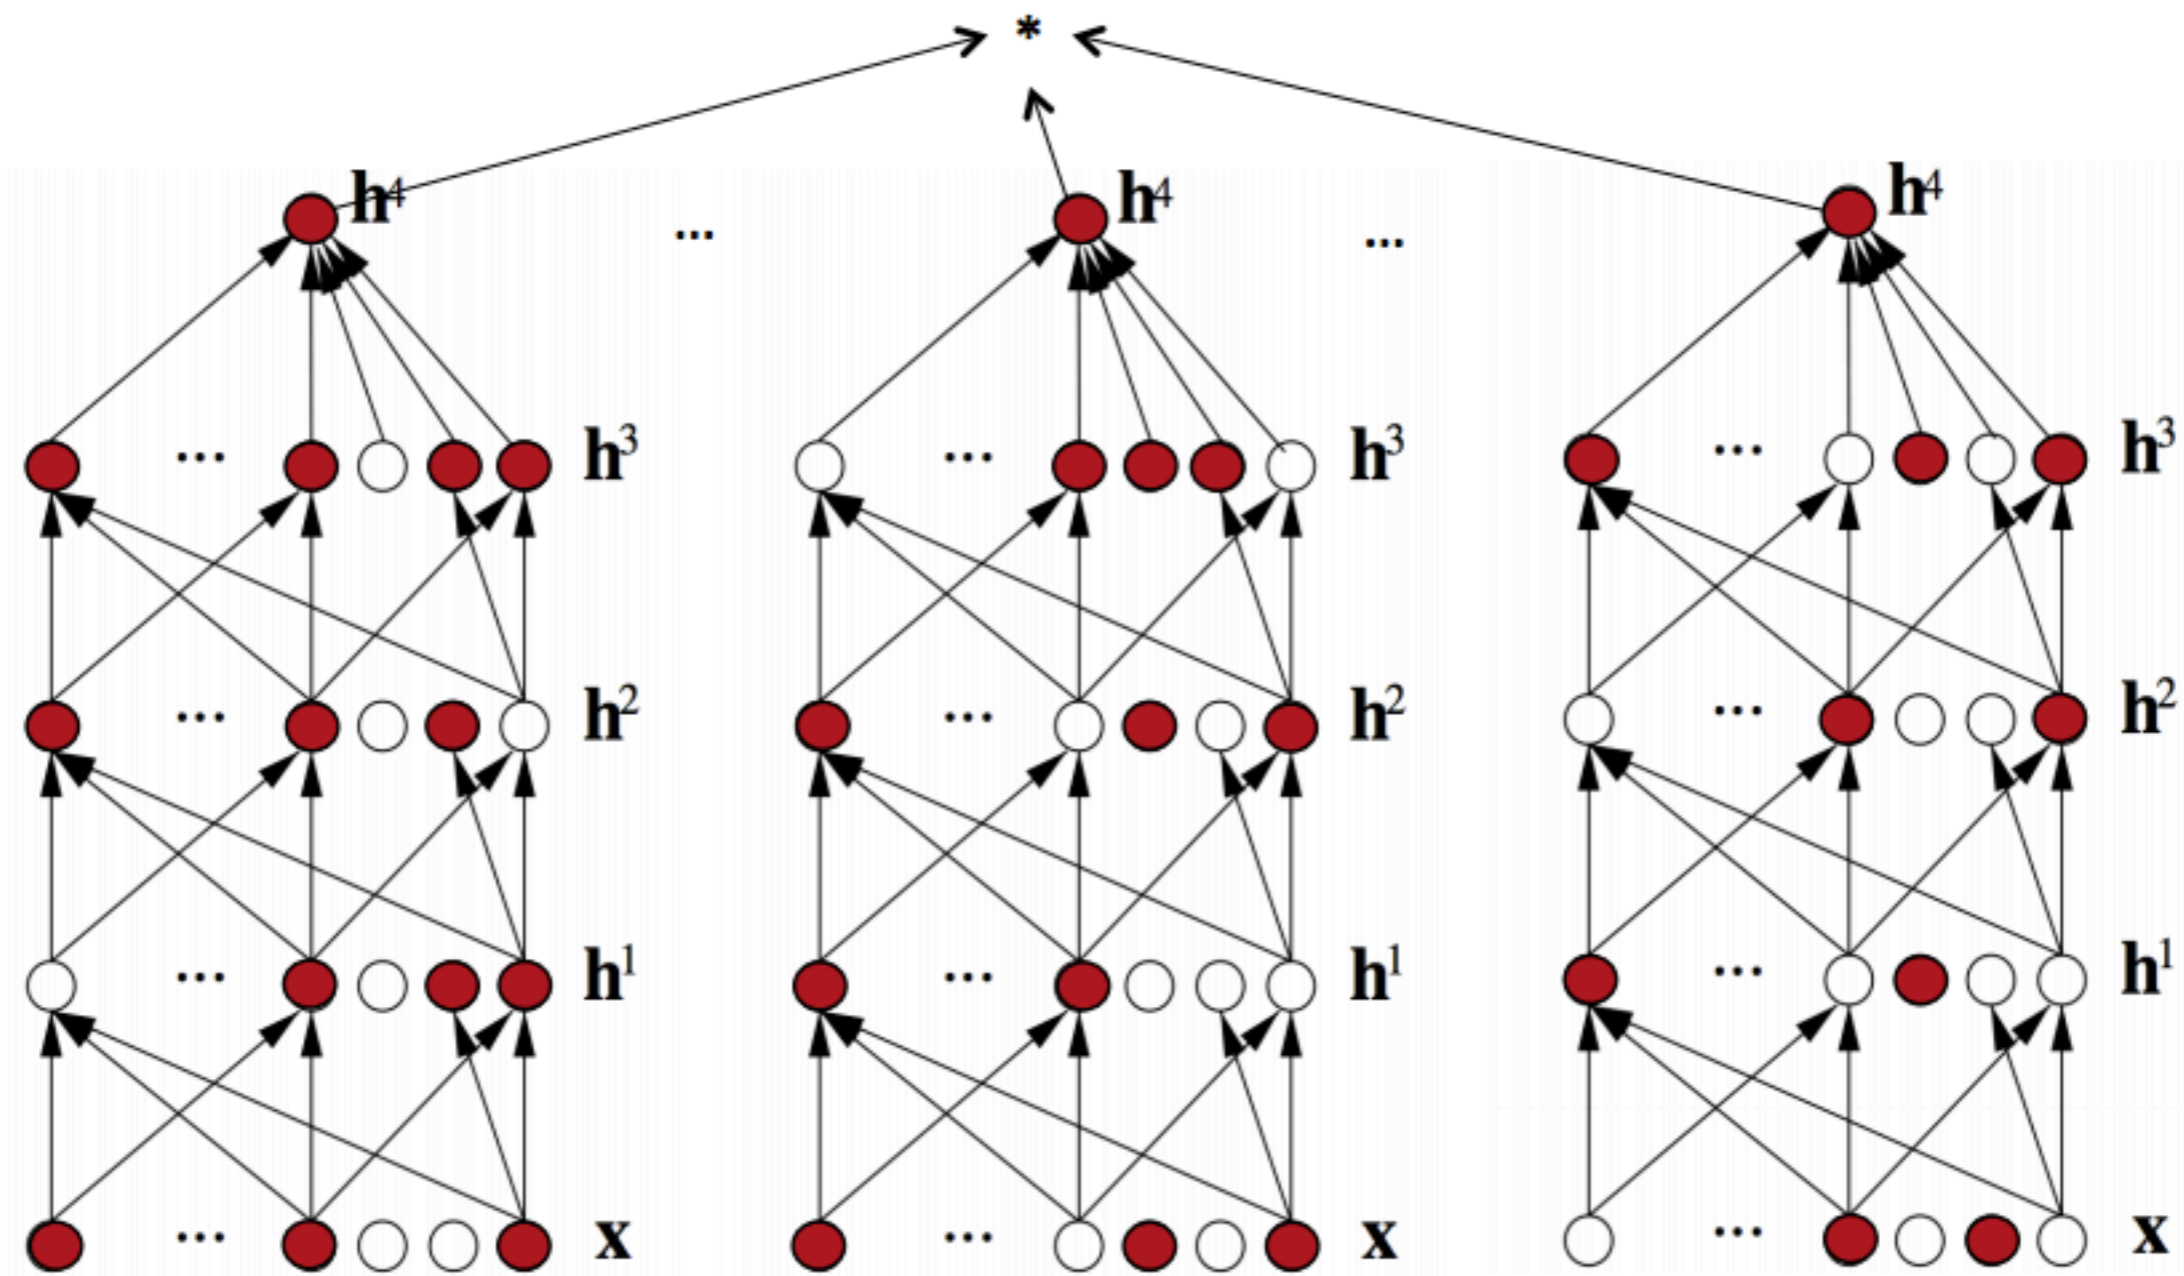 *
h⁴ ... h⁴ ... h⁴
... h³ ... h³ ... h³
... h² ... h² ... h²
... h¹ ... h¹ ... h¹
... x ... x ... x